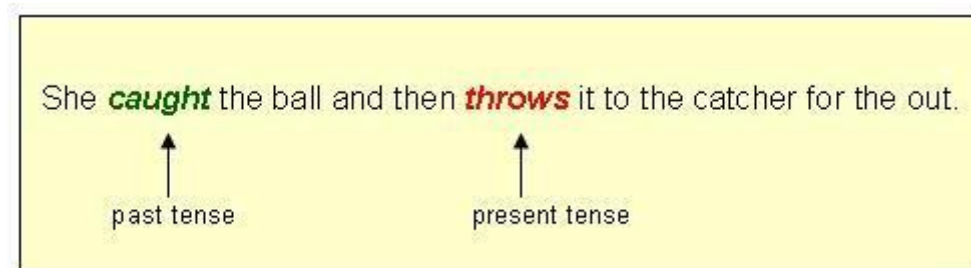 She caught the ball and then throws it to the catcher for the out.
past tense present tense